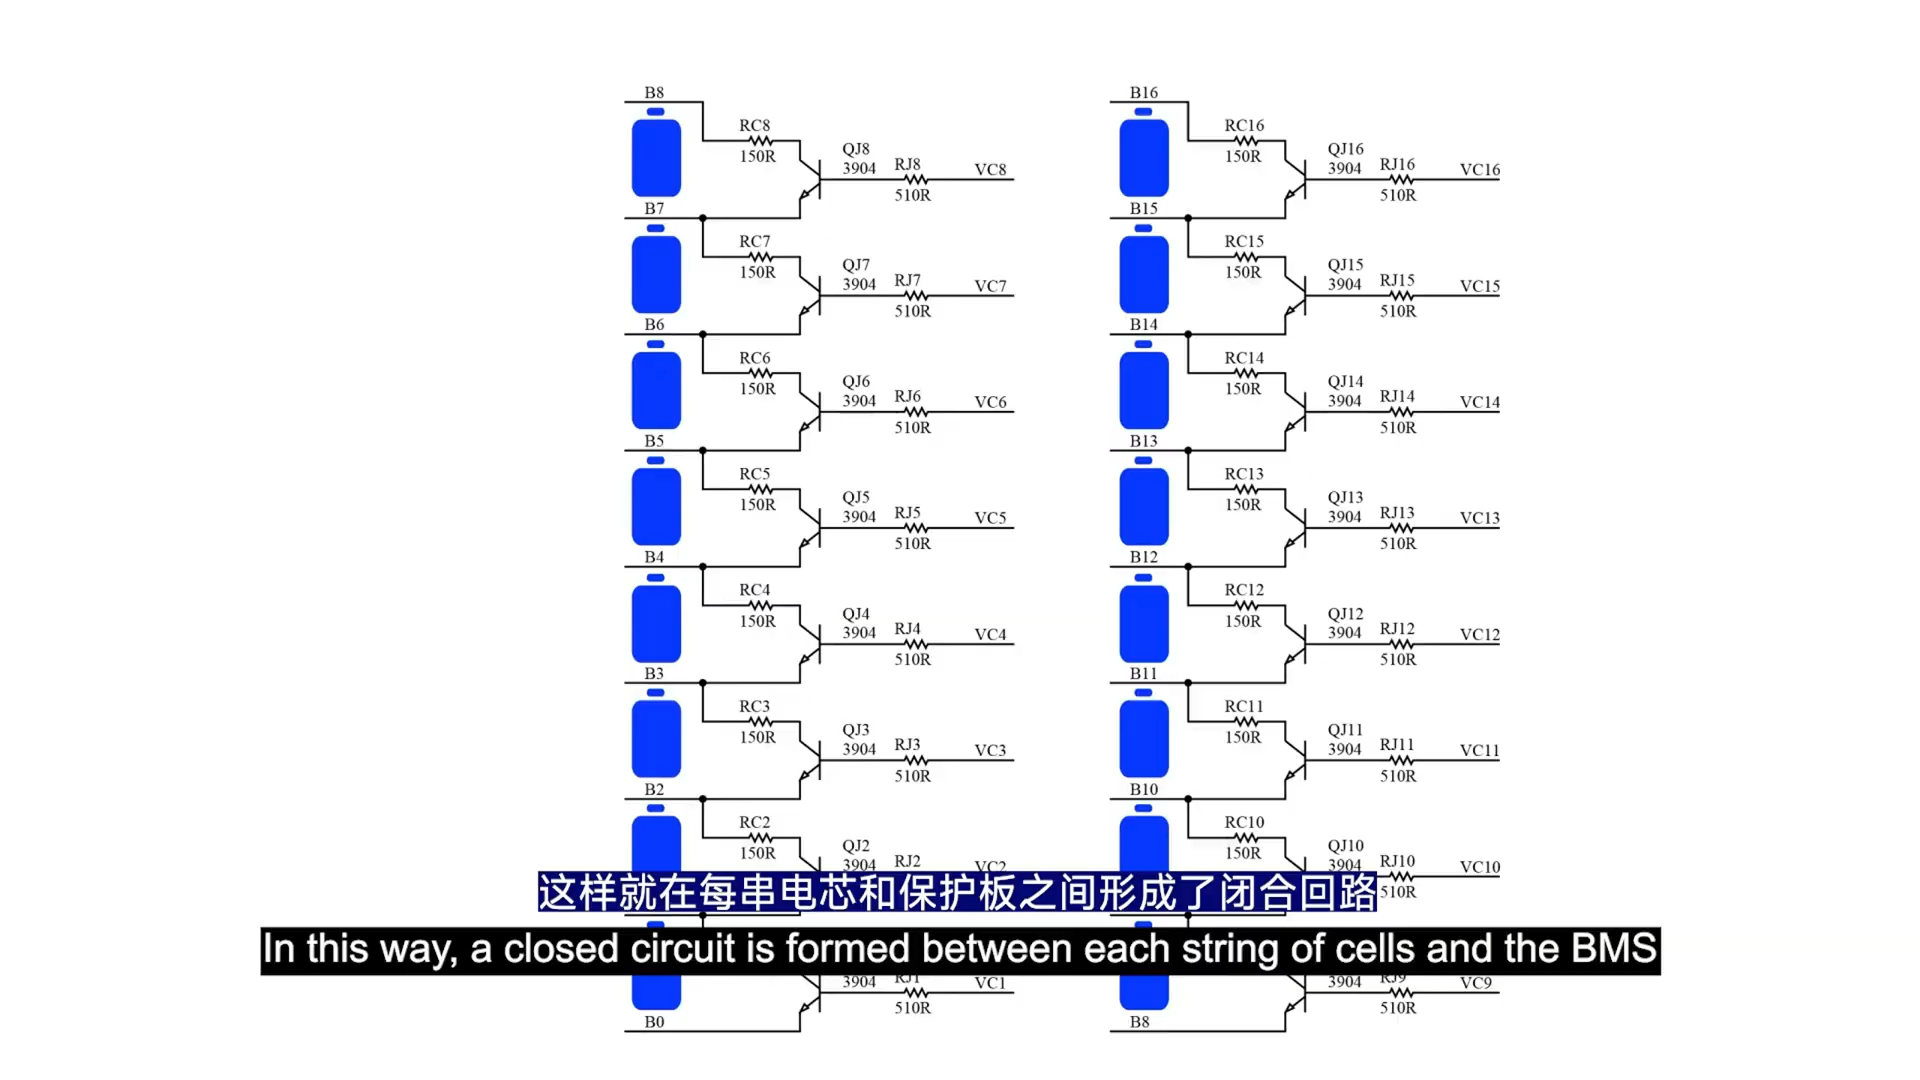 B8
RC8
150R
QJ8
3904
RJ8
510R
VC8
B7
RC7
150R
QJ7
3904
RJ7
510R
VC7
B6
RC6
150R
QJ6
3904
RJ6
510R
VC6
B5
RC5
150R
QJ5
3904
RJ5
510R
VC5
B4
RC4
150R
QJ4
3904
RJ4
510R
VC4
B3
RC3
150R
QJ3
3904
RJ3
510R
VC3
B2
RC2
150R
QJ2
3904
RJ2
VC2
3904
RJ1
510R
VC1
B0
B16
RC16
150R
QJ16
3904
RJ16
510R
VC16
B15
RC15
150R
QJ15
3904
RJ15
510R
VC15
B14
RC14
150R
QJ14
3904
RJ14
510R
VC14
B13
RC13
150R
QJ13
3904
RJ13
510R
VC13
B12
RC12
150R
QJ12
3904
RJ12
510R
VC12
B11
RC11
150R
QJ11
3904
RJ11
510R
VC11
B10
RC10
150R
QJ10
3904
RJ10
510R
VC10
3904
RJ9
510R
VC9
B8
这样就在每串电芯和保护板之间形成了闭合回路
In this way, a closed circuit is formed between each string of cells and the BMS